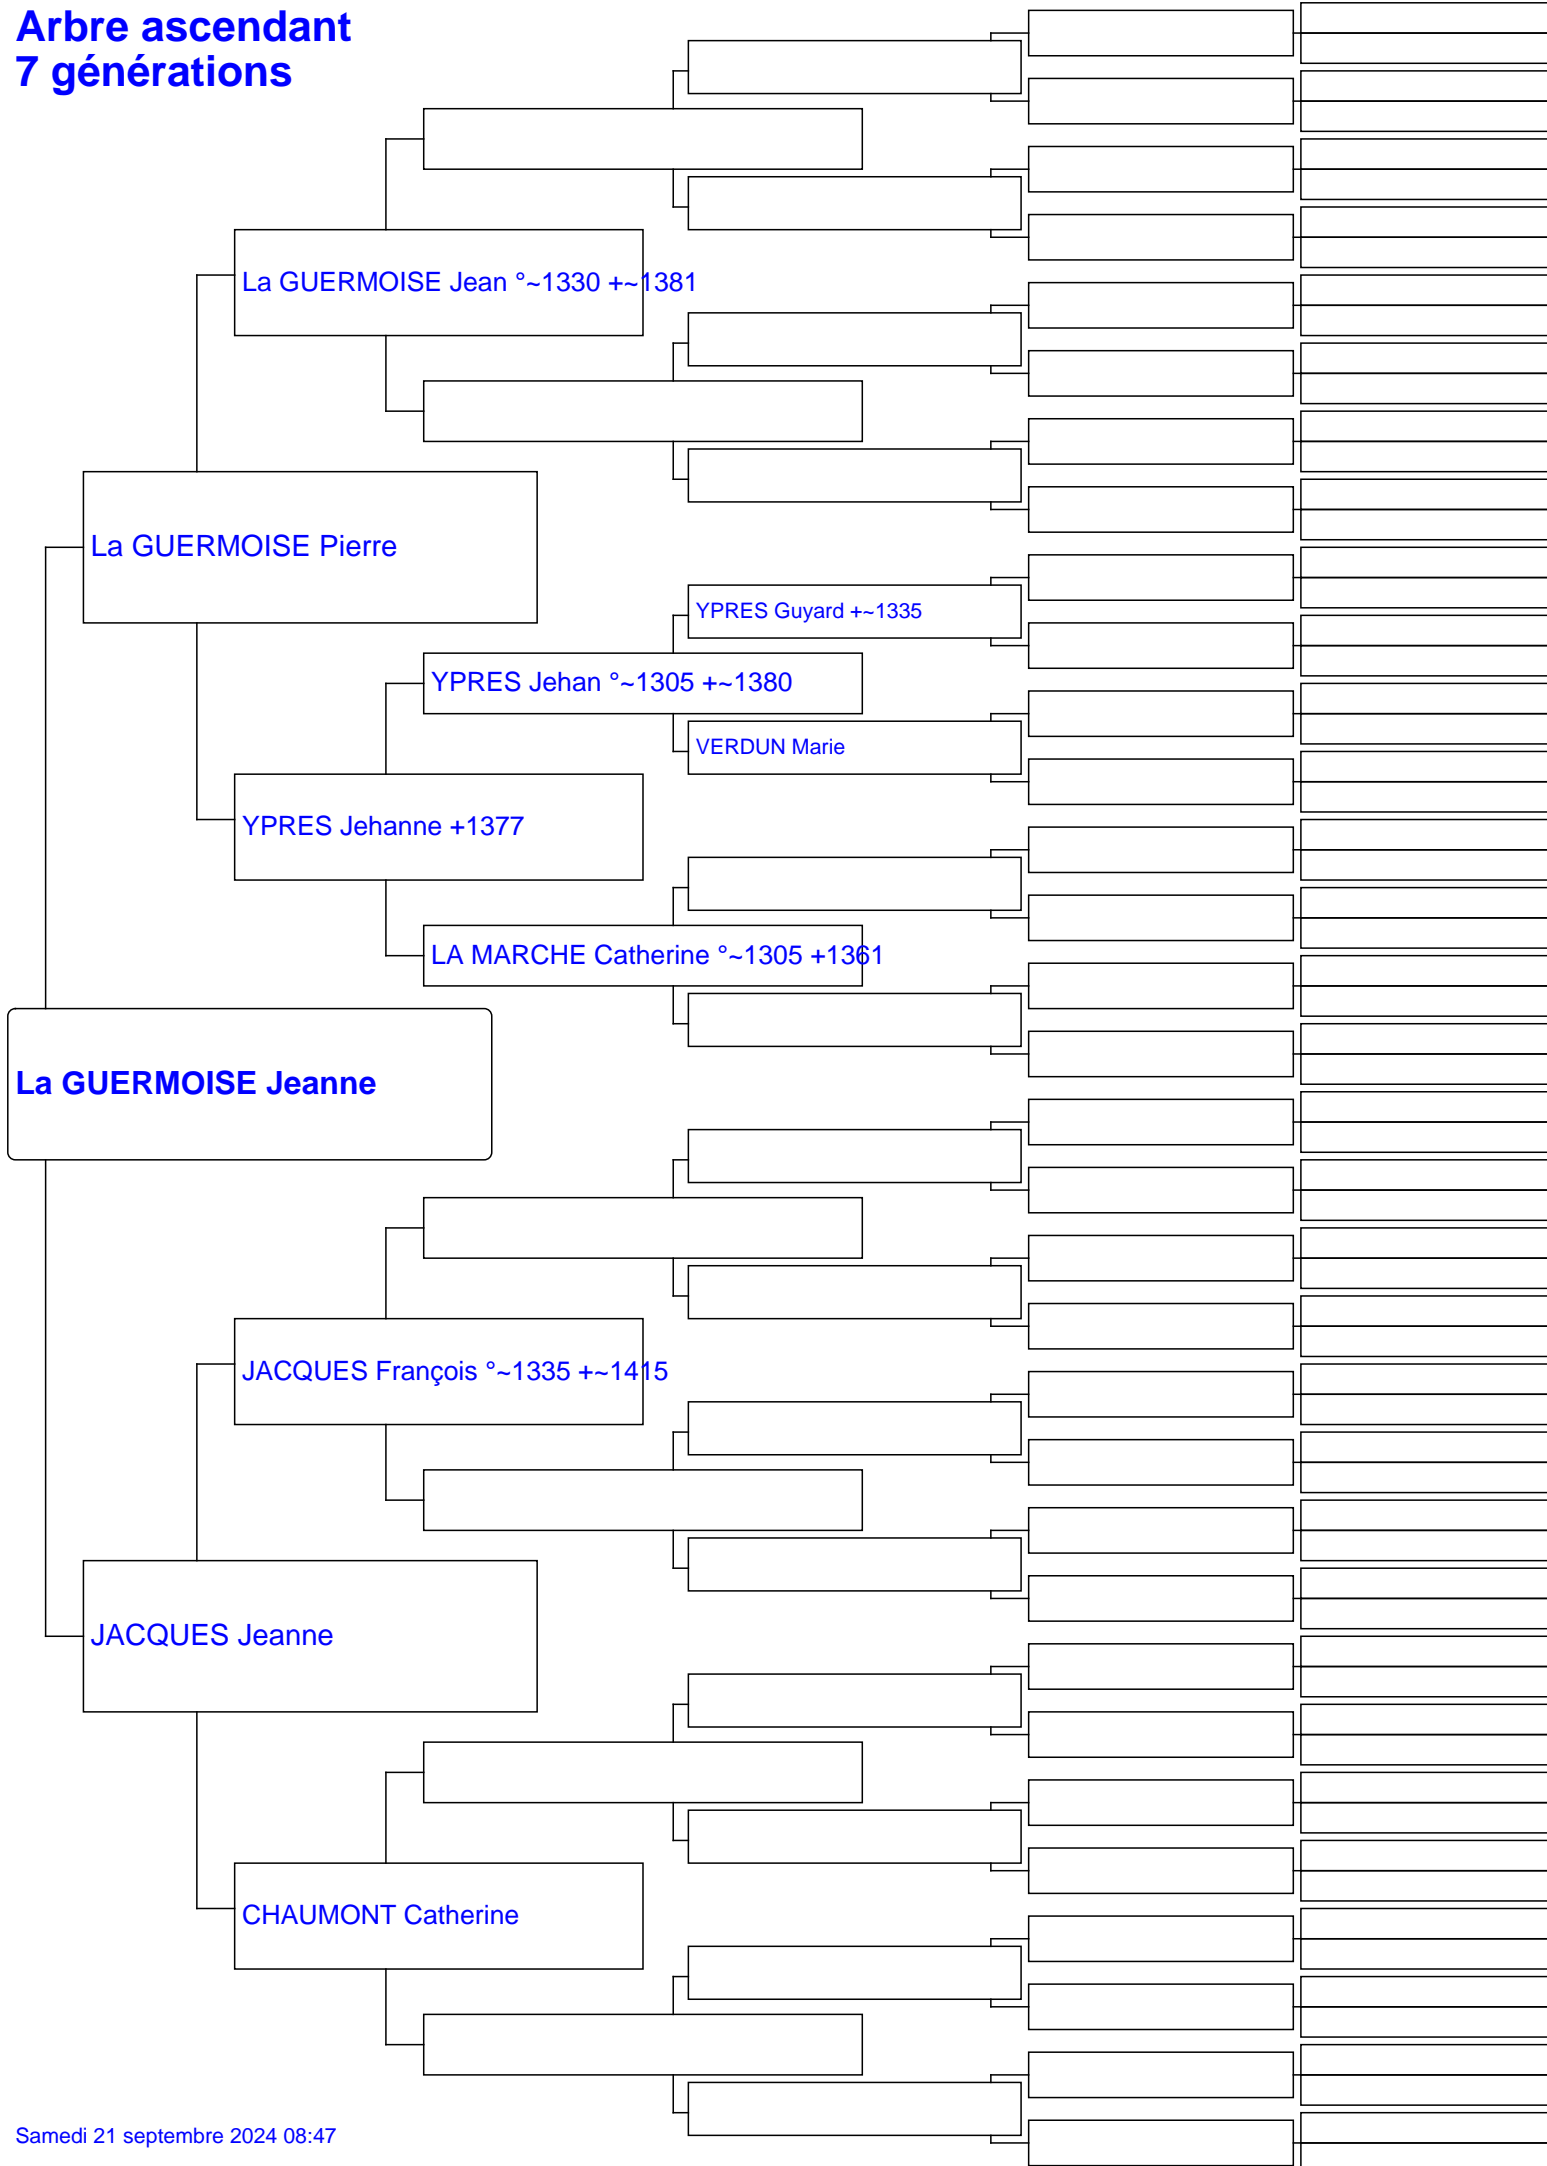 Arbre ascendant
7 générations
La GUERMOISE Jean °~1330 +~1381
La GUERMOISE Pierre
YPRES Guyard +~1335
YPRES Jehan °~1305 +~1380
VERDUN Marie
YPRES Jehanne +1377
LA MARCHE Catherine °~1305 +1361
La GUERMOISE Jeanne
JACQUES François °~1335 +~1415
JACQUES Jeanne
CHAUMONT Catherine
Samedi 21 septembre 2024 08:47